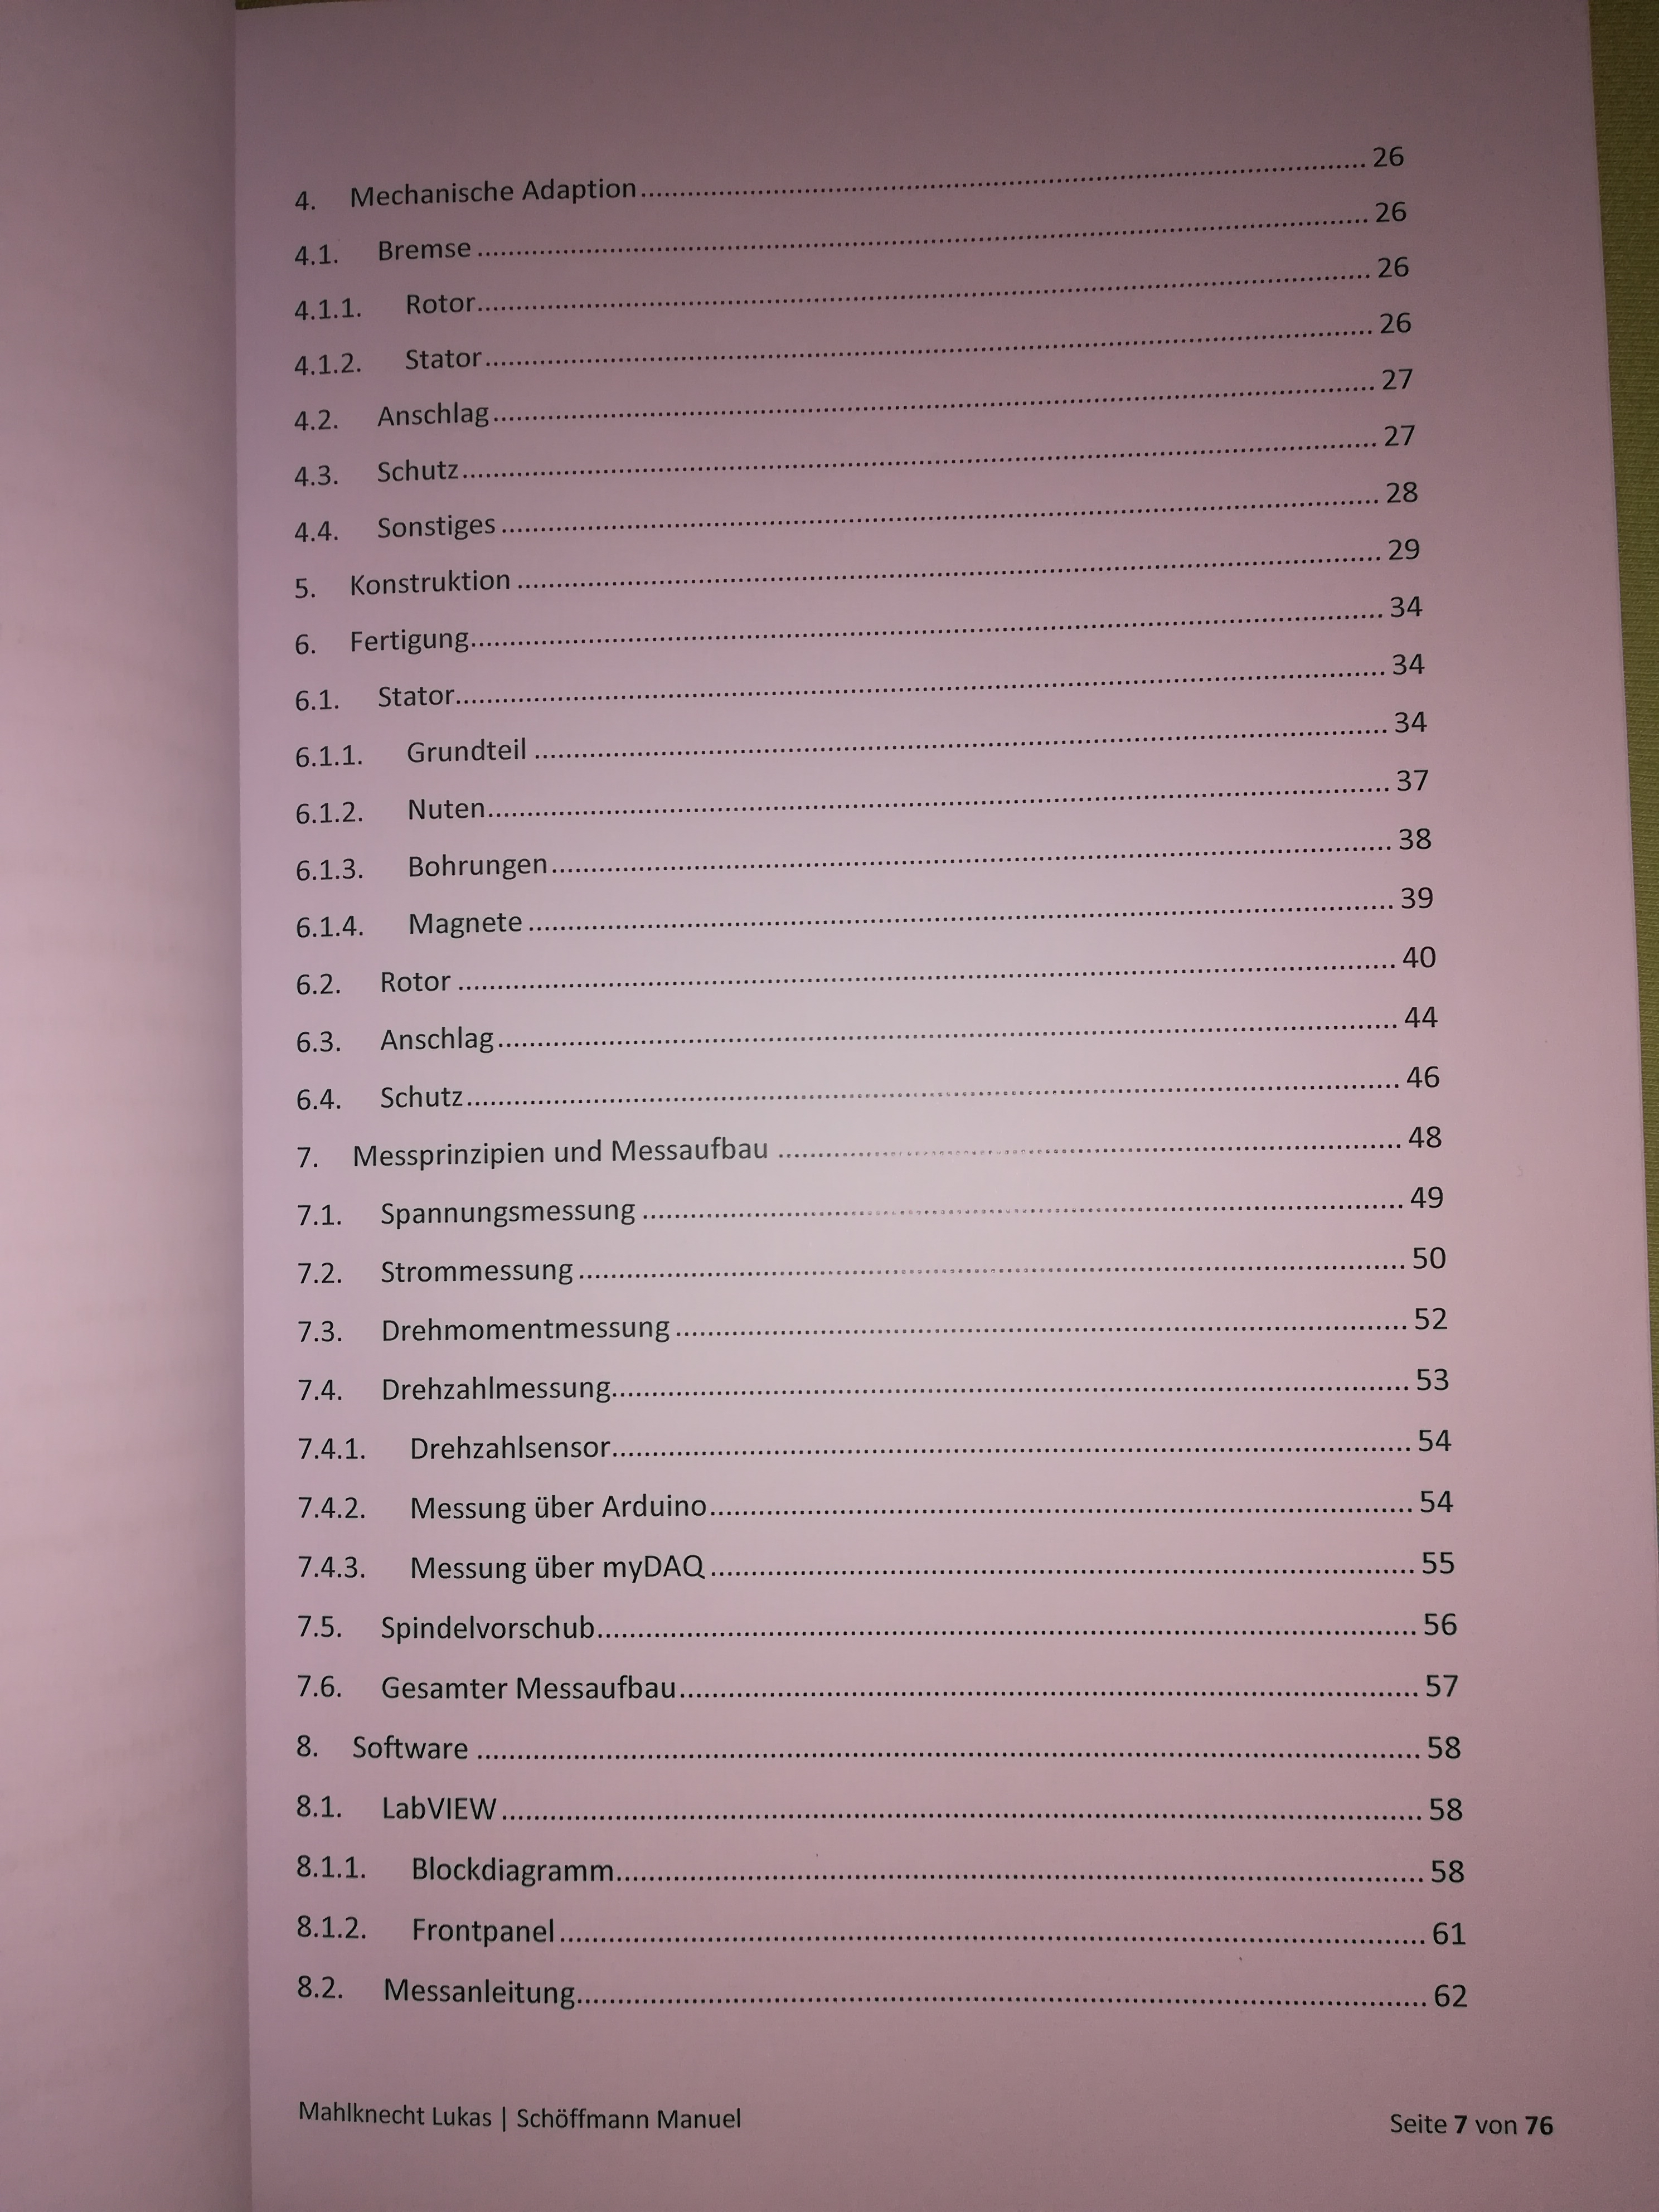 4. Mechanische Adaption.......... 26
4.1. Bremse .......... 26
4.1.1. Rotor.......... 26
4.1.2. Stator.......... 26
4.2. Anschlag.......... 27
4.3. Schutz.......... 27
4.4. Sonstiges .......... 28
5. Konstruktion .......... 29
6. Fertigung.......... 34
6.1. Stator.......... 34
6.1.1. Grundteil .......... 34
6.1.2. Nuten.......... 37
6.1.3. Bohrungen.......... 38
6.1.4. Magnete .......... 39
6.2. Rotor .......... 40
6.3. Anschlag.......... 44
6.4. Schutz.......... 46
7. Messprinzipien und Messaufbau .......... 48
7.1. Spannungsmessung .......... 49
7.2. Strommessung .......... 50
7.3. Drehmomentmessung .......... 52
7.4. Drehzahlmessung.......... 53
7.4.1. Drehzahlsensor.......... 54
7.4.2. Messung über Arduino.......... 54
7.4.3. Messung über myDAQ .......... 55
7.5. Spindelvorschub.......... 56
7.6. Gesamter Messaufbau.......... 57
8. Software .......... 58
8.1. LabVIEW .......... 58
8.1.1. Blockdiagramm.......... 58
8.1.2. Frontpanel .......... 61
8.2. Messanleitung.......... 62
Mahlknecht Lukas | Schöffmann Manuel Seite 7 von 76